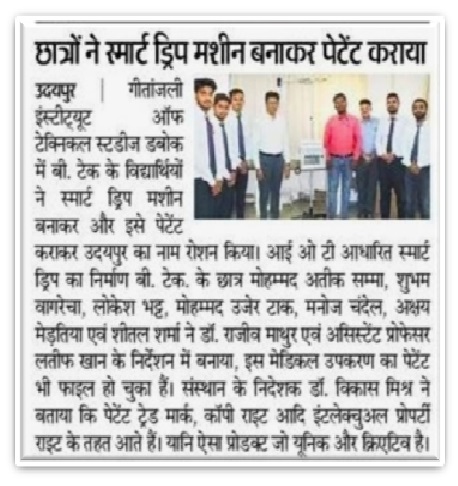 छात्रों ने स्मार्ट ड्रिप मशीन बनाकर पेटेंट कराया
उदयपुर | गीतांजली
इंस्टीट्यूट ऑफ
टेक्निकल स्टडीज डबोक
में बी. टेक के विद्यार्थियों
ने स्मार्ट ड्रिप मशीन
बनाकर और इसे पेटेंट
कराकर उदयपुर का नाम रोशन किया। आई ओ टी आधारित स्मार्ट
ड्रिप का निर्माण बी. टेक. के छात्र मोहम्मद अतीक सम्मा, शुभम
वागरेचा, लोकेश भट्ट, मोहम्मद उजेर टाक, मनोज चंदेल, अक्षय
मेड़तिया एवं शीतल शर्मा ने डॉ. राजीव माथुर एवं असिस्टेंट प्रोफेसर
लतीफ खान के निर्देशन में बनाया, इस मेडिकल उपकरण का पेटेंट
भी फाइल हो चुका हैं। संस्थान के निदेशक डॉ. विकास मिश्र ने
बताया कि पेटेंट ट्रेड मार्क, कॉपी राइट आदि इंटलेक्चुअल प्रोपर्टी
राइट के तहत आते हैं। यानि ऐसा प्रोडक्ट जो यूनिक और क्रिएटिव है।